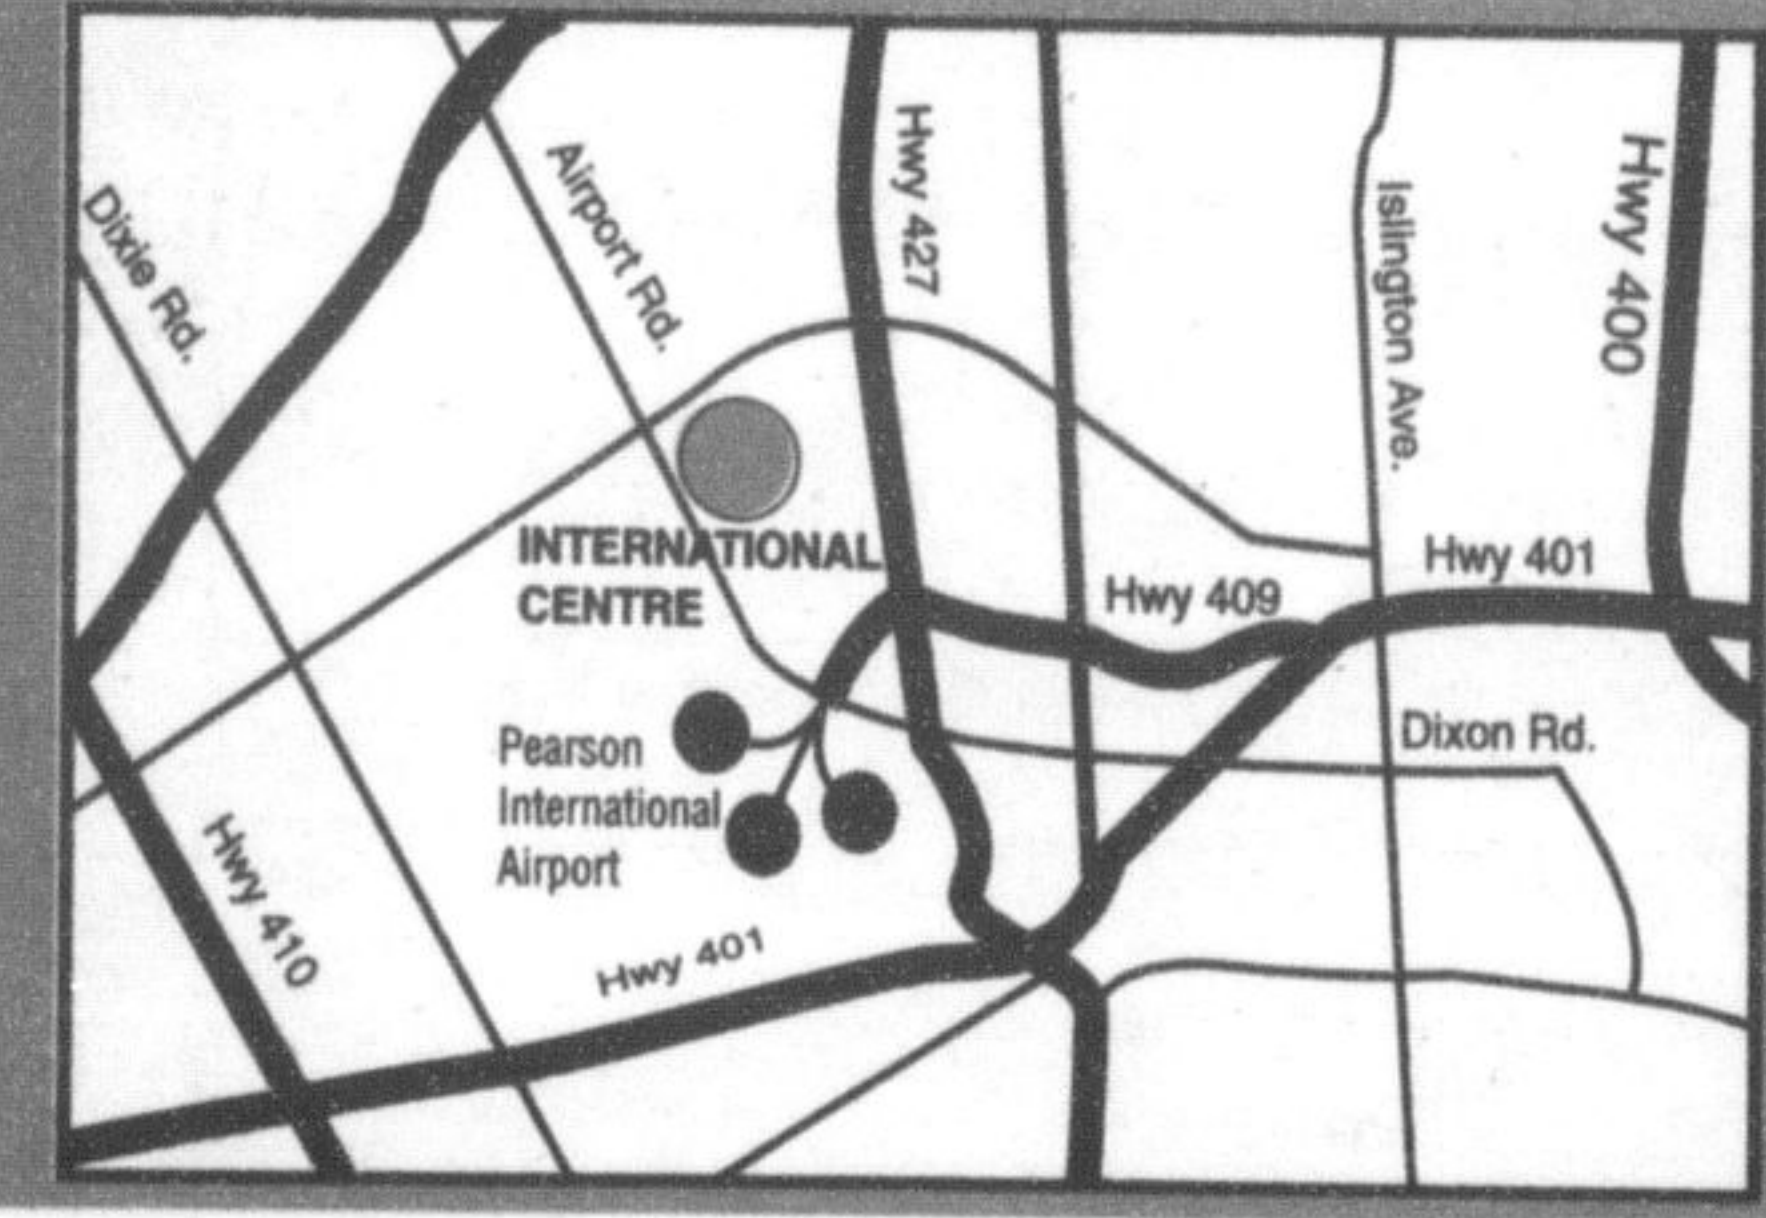 Dixie Rd.
Airport Rd.
Hwy 427
Islington Ave.
Hwy 400
INTERNATIONAL
CENTRE
Hwy 409
Hwy 401
Pearson
International
Airport
Dixon Rd.
Hwy 410
Hwy 401